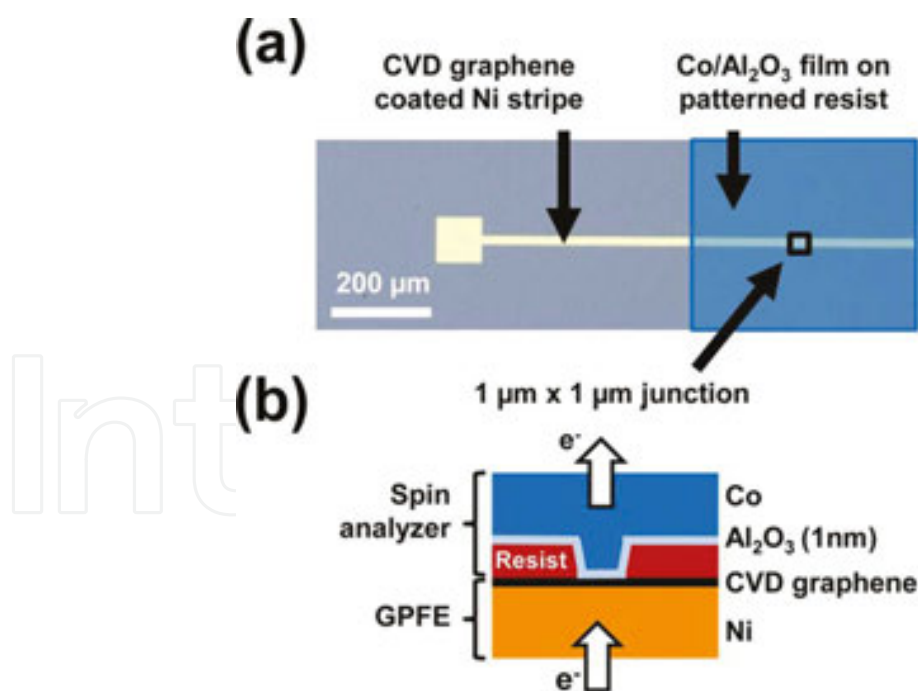 (a)
CVD graphene
coated Ni stripe
Co/Al₂O₃ film on
patterned resist
200 µm
1 µm x 1 µm junction
(b)
e⁻
Spin
analyzer
Co
Al₂O₃ (1nm)
Resist
CVD graphene
GPFE
Ni
e⁻
Int